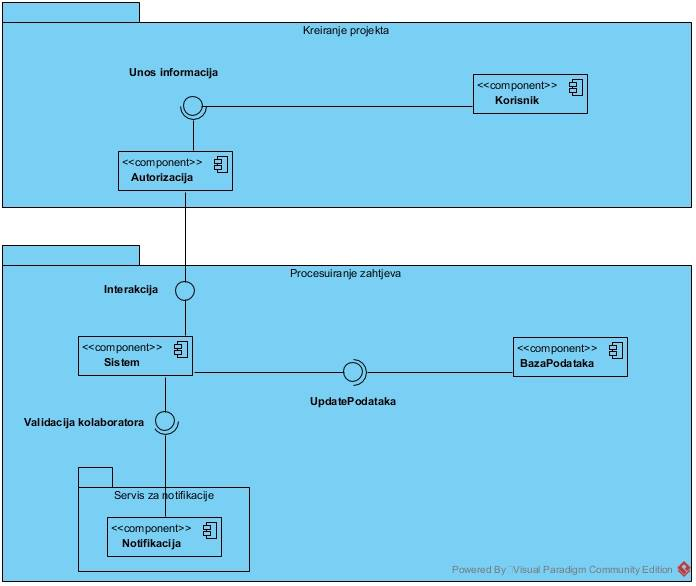 Kreiranje projekta
Unos informacija
<<component>>
Korisnik
<<component>>
Autorizacija
Procesuiranje zahtjeva
Interakcija
<<component>>
Sistem
<<component>>
BazaPodataka
UpdatePodataka
Validacija kolaboratora
Servis za notifikacije
<<component>>
Notifikacija
Powered By Visual Paradigm Community Edition